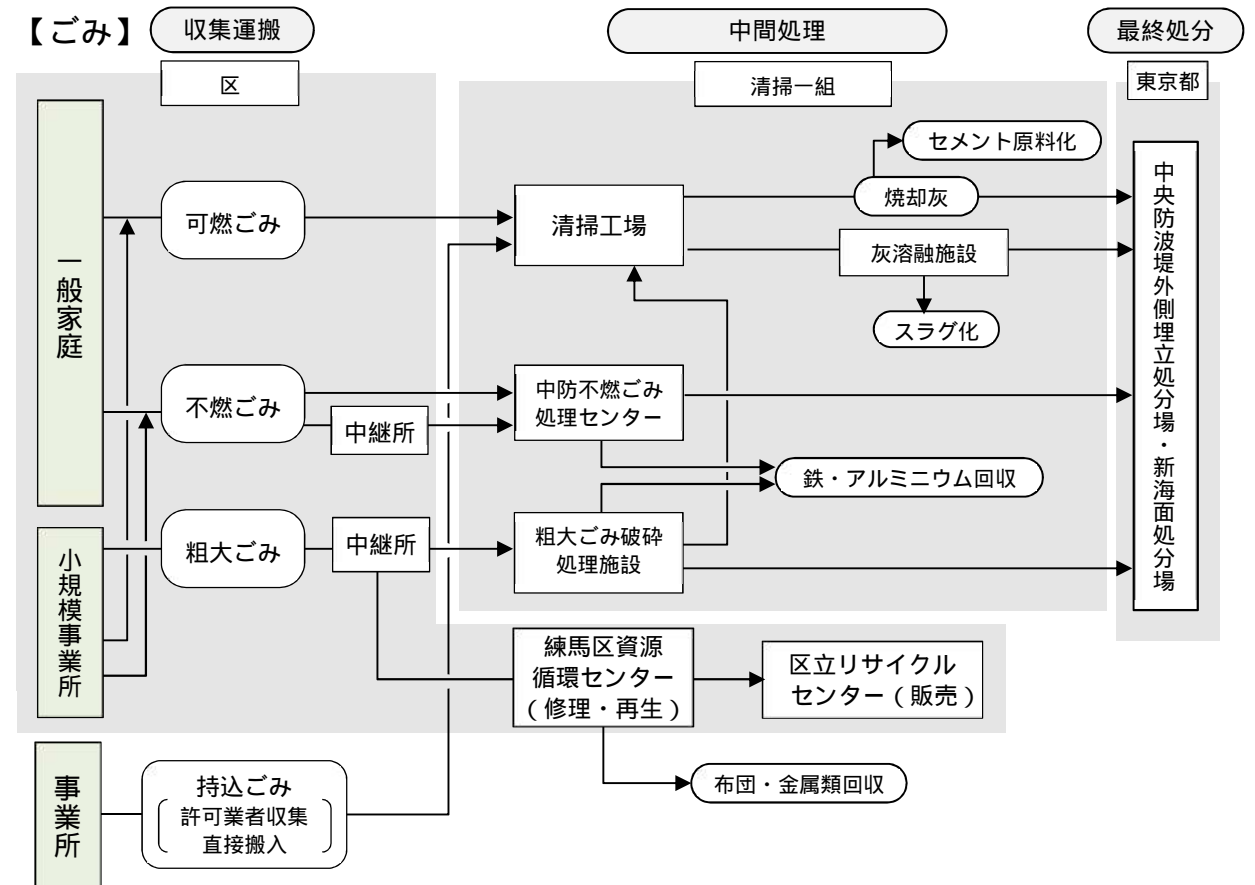 【ごみ】
収集運搬
中間処理
最終処分
区
清掃一組
東京都
一般家庭
小規模事業所
事業所
可燃ごみ
不燃ごみ
中継所
粗大ごみ
中継所
持込ごみ
許可業者収集
直接搬入
清掃工場
中防不燃ごみ
処理センター
粗大ごみ破砕
処理施設
練馬区資源
循環センター
（修理・再生）
セメント原料化
焼却灰
灰溶融施設
スラグ化
鉄・アルミニウム回収
区立リサイクル
センター（販売）
布団・金属類回収
中央防波堤外側埋立処分場・新海面処分場